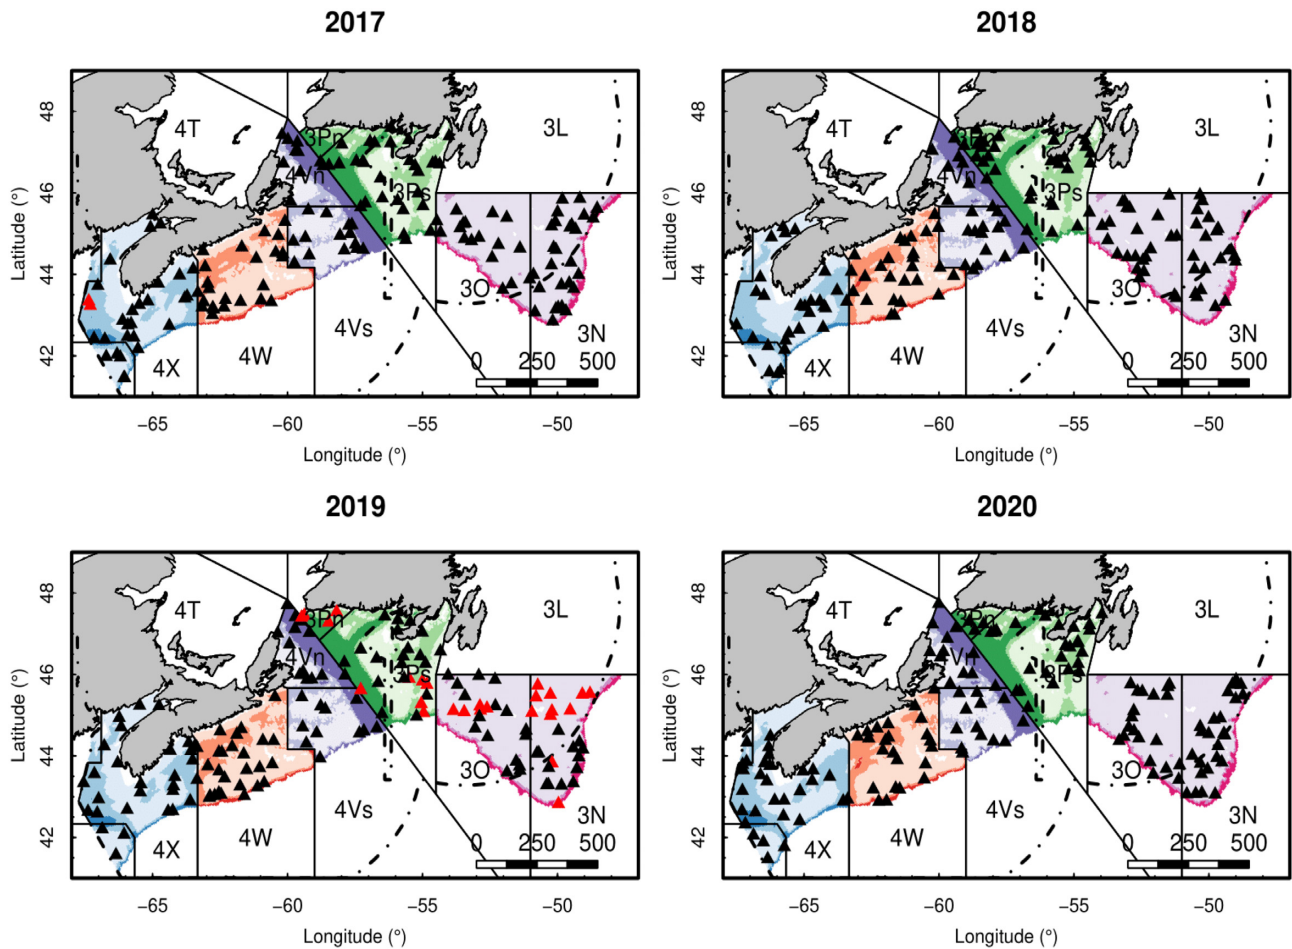 2017
2018
48
46
44
42
Latitude (°)
4T
3Pn
3L
4Vn
3Ps
3O
4Vs
3N
4W
4X
0 250 500
−65 −60 −55 −50
Longitude (°)
48
46
44
42
Latitude (°)
4T
3Pn
3L
4Vn
3Ps
3O
4Vs
3N
4W
4X
0 250 500
−65 −60 −55 −50
Longitude (°)
2019
2020
48
46
44
42
Latitude (°)
4T
3Pn
3L
4Vn
3Ps
3O
4Vs
3N
4W
4X
0 250 500
−65 −60 −55 −50
Longitude (°)
48
46
44
42
Latitude (°)
4T
3Pn
3L
4Vn
3Ps
3O
4Vs
3N
4W
4X
0 250 500
−65 −60 −55 −50
Longitude (°)